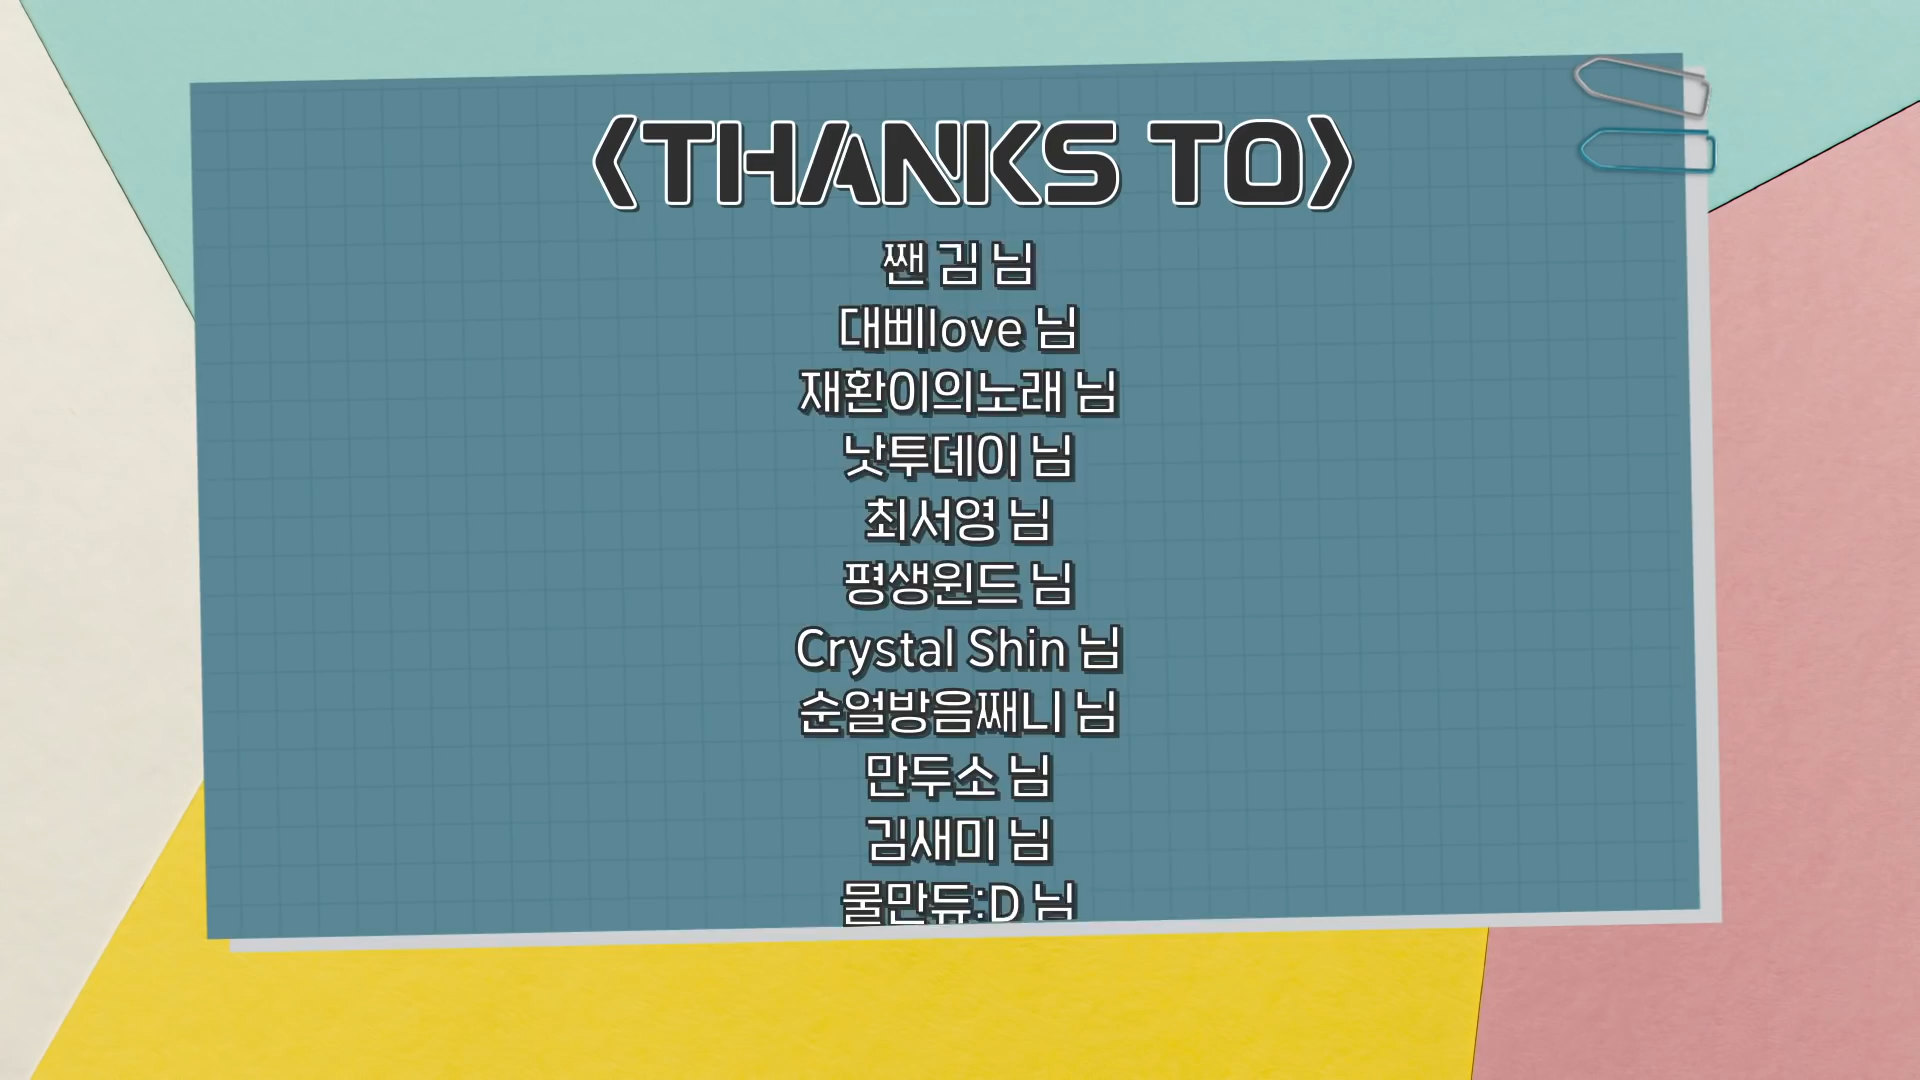 〈THANKS TO〉
짼 김 님
대삐love 님
재환이의노래 님
낫투데이 님
최서영 님
평생윈드 님
Crystal Shin 님
순얼방음째니 님
만두소 님
김새미 님
물만듀:D 님